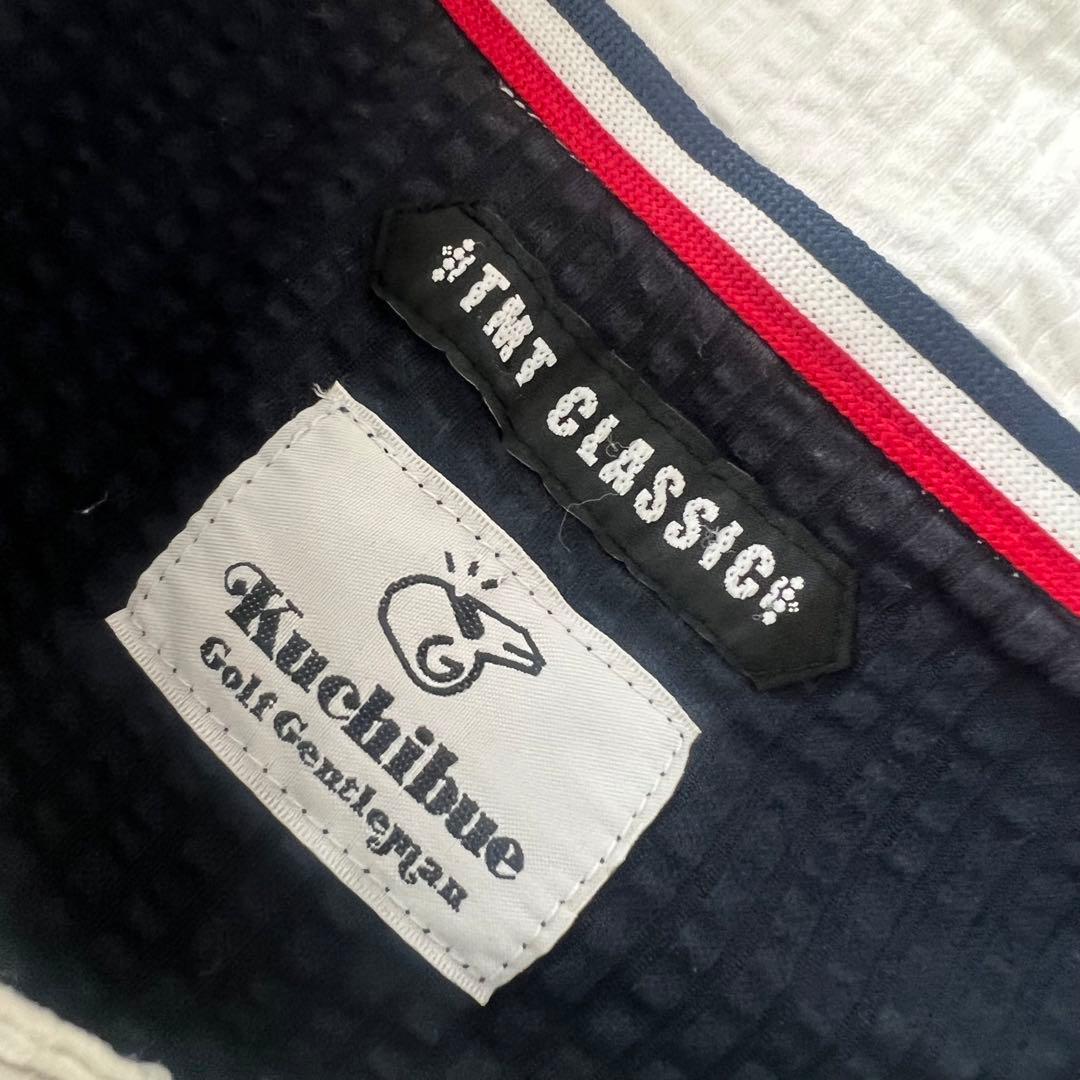 TMT CLASSIC
G
Kuchibue
Golf Gentleman